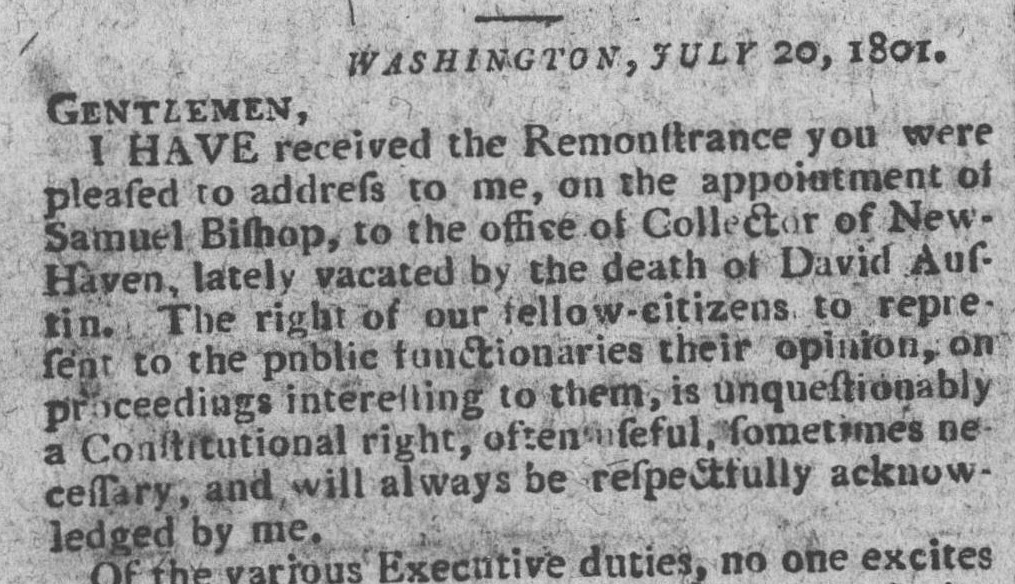 WASHINGTON, JULY 20, 1801.
GENTLEMEN,
I HAVE received the Remonſtrance you were
pleaſed to addreſs to me, on the appointment of
Samuel Biſhop, to the office of Collector of New-
Haven, lately vacated by the death of David Auſ-
tin. The right of our fellow-citizens to repre-
ſent to the pnblic functionaries their opinion, on
proceedings intereſting to them, is unqueſtionably
a Conſtitutional right, often uſeful, ſometimes ne-
ceſſary, and will always be reſpectfully acknow-
ledged by me.
Of the various Executive duties, no one excites